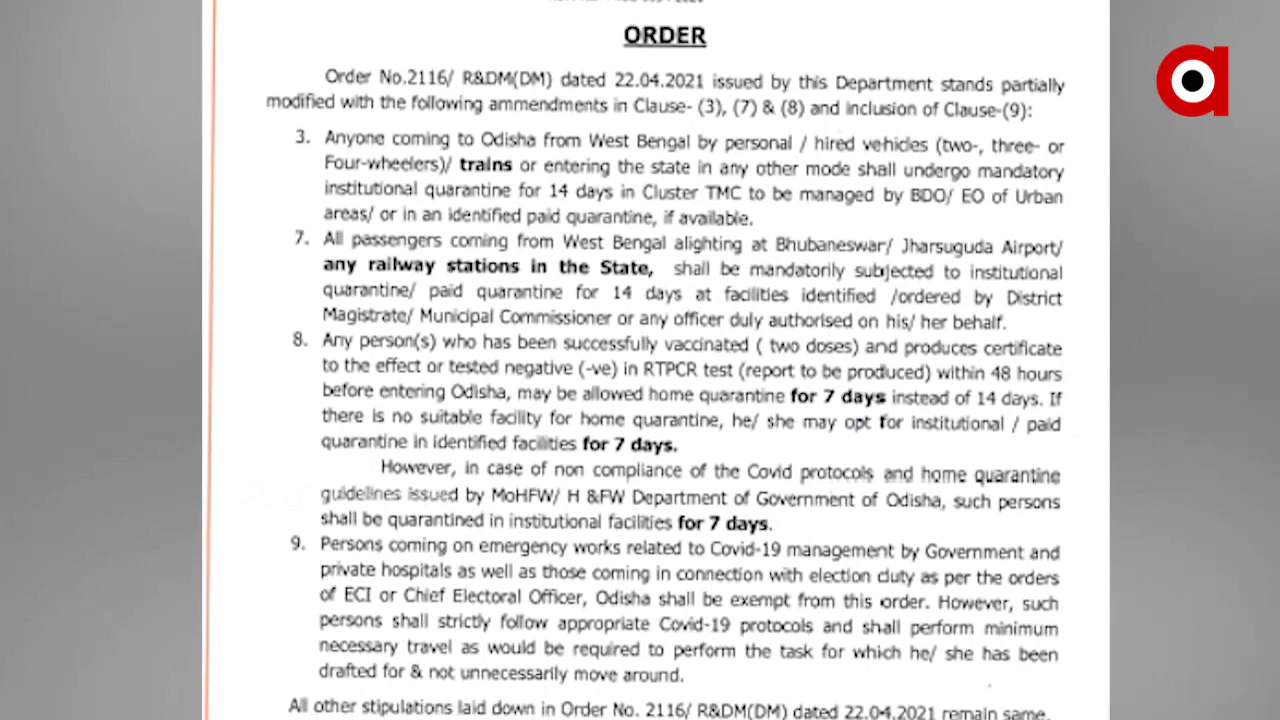 ORDER
Order No.2116/ R&DM(DM) dated 22.04.2021 issued by this Department stands partially
modified with the following ammendments in Clause- (3), (7) & (8) and inclusion of Clause-(9):
3. Anyone coming to Odisha from West Bengal by personal / hired vehicles (two-, three- or
Four-wheelers)/ trains or entering the state in any other mode shall undergo mandatory
institutional quarantine for 14 days in Cluster TMC to be managed by BDO/ EO of Urban
areas/ or in an identified paid quarantine, if available.
7. All passengers coming from West Bengal alighting at Bhubaneswar/ Jharsuguda Airport/
any railway stations in the State, shall be mandatorily subjected to institutional
quarantine/ paid quarantine for 14 days at facilities identified /ordered by District
Magistrate/ Municipal Commissioner or any officer duly authorised on his/ her behalf.
8. Any person(s) who has been successfully vaccinated ( two doses) and produces certificate
to the effect or tested negative (-ve) in RTPCR test (report to be produced) within 48 hours
before entering Odisha, may be allowed home quarantine for 7 days instead of 14 days. If
there is no suitable facility for home quarantine, he/ she may opt for institutional / paid
quarantine in identified facilities for 7 days.
However, in case of non compliance of the Covid protocols and home quarantine
guidelines issued by MoHFW/ H &FW Department of Government of Odisha, such persons
shall be quarantined in institutional facilities for 7 days.
9. Persons coming on emergency works related to Covid-19 management by Government and
private hospitals as well as those coming in connection with election duty as per the orders
of ECI or Chief Electoral Officer, Odisha shall be exempt from this order. However, such
persons shall strictly follow appropriate Covid-19 protocols and shall perform minimum
necessary travel as would be required to perform the task for which he/ she has been
drafted for & not unnecessarily move around.
All other stipulations laid down in Order No. 2116/ R&DM(DM) dated 22.04.2021 remain same.